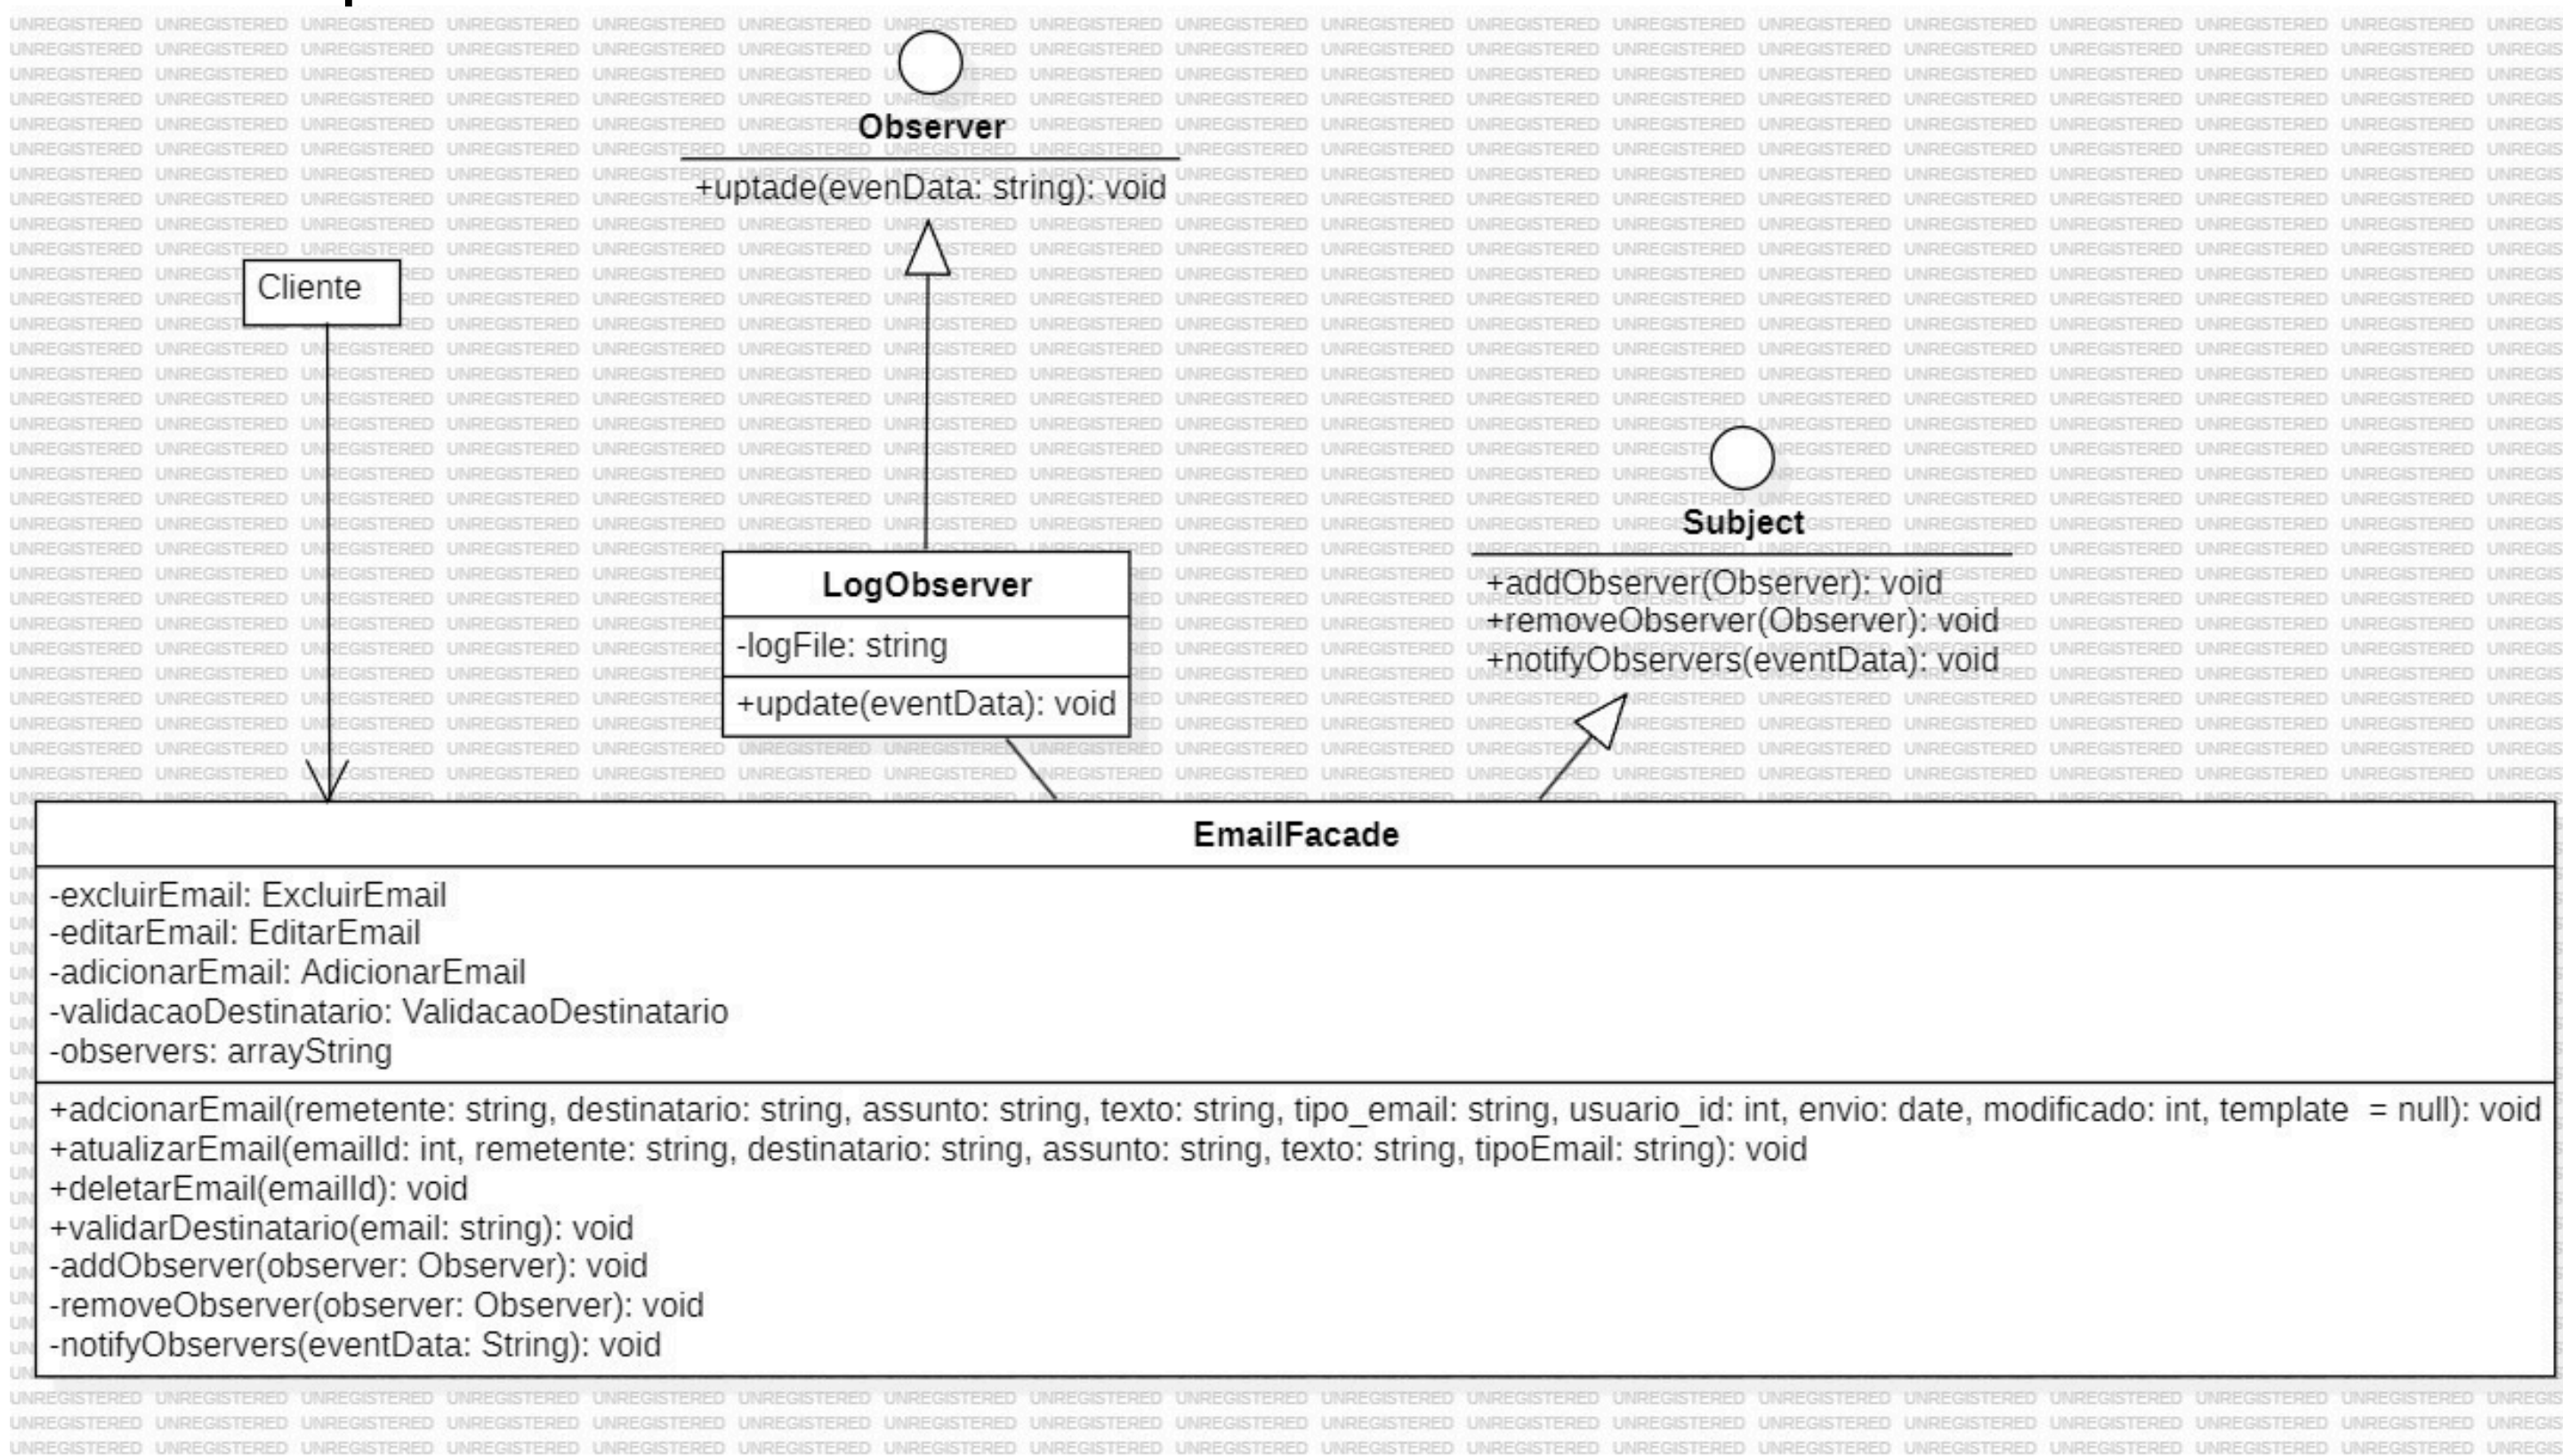 Observer
+uptade(evenData: string): void
Cliente
Subject
+addObserver(Observer): void
+removeObserver(Observer): void
+notifyObservers(eventData): void
LogObserver
-logFile: string
+update(eventData): void
EmailFacade
-excluirEmail: ExcluirEmail
-editarEmail: EditarEmail
-adicionarEmail: AdicionarEmail
-validacaoDestinatario: ValidacaoDestinatario
-observers: arrayString
+adcionarEmail(remetente: string, destinatario: string, assunto: string, texto: string, tipo_email: string, usuario_id: int, envio: date, modificado: int, template = null): void
+atualizarEmail(emailId: int, remetente: string, destinatario: string, assunto: string, texto: string, tipoEmail: string): void
+deletarEmail(emailId): void
+validarDestinatario(email: string): void
-addObserver(observer: Observer): void
-removeObserver(observer: Observer): void
-notifyObservers(eventData: String): void
UNREGISTERED